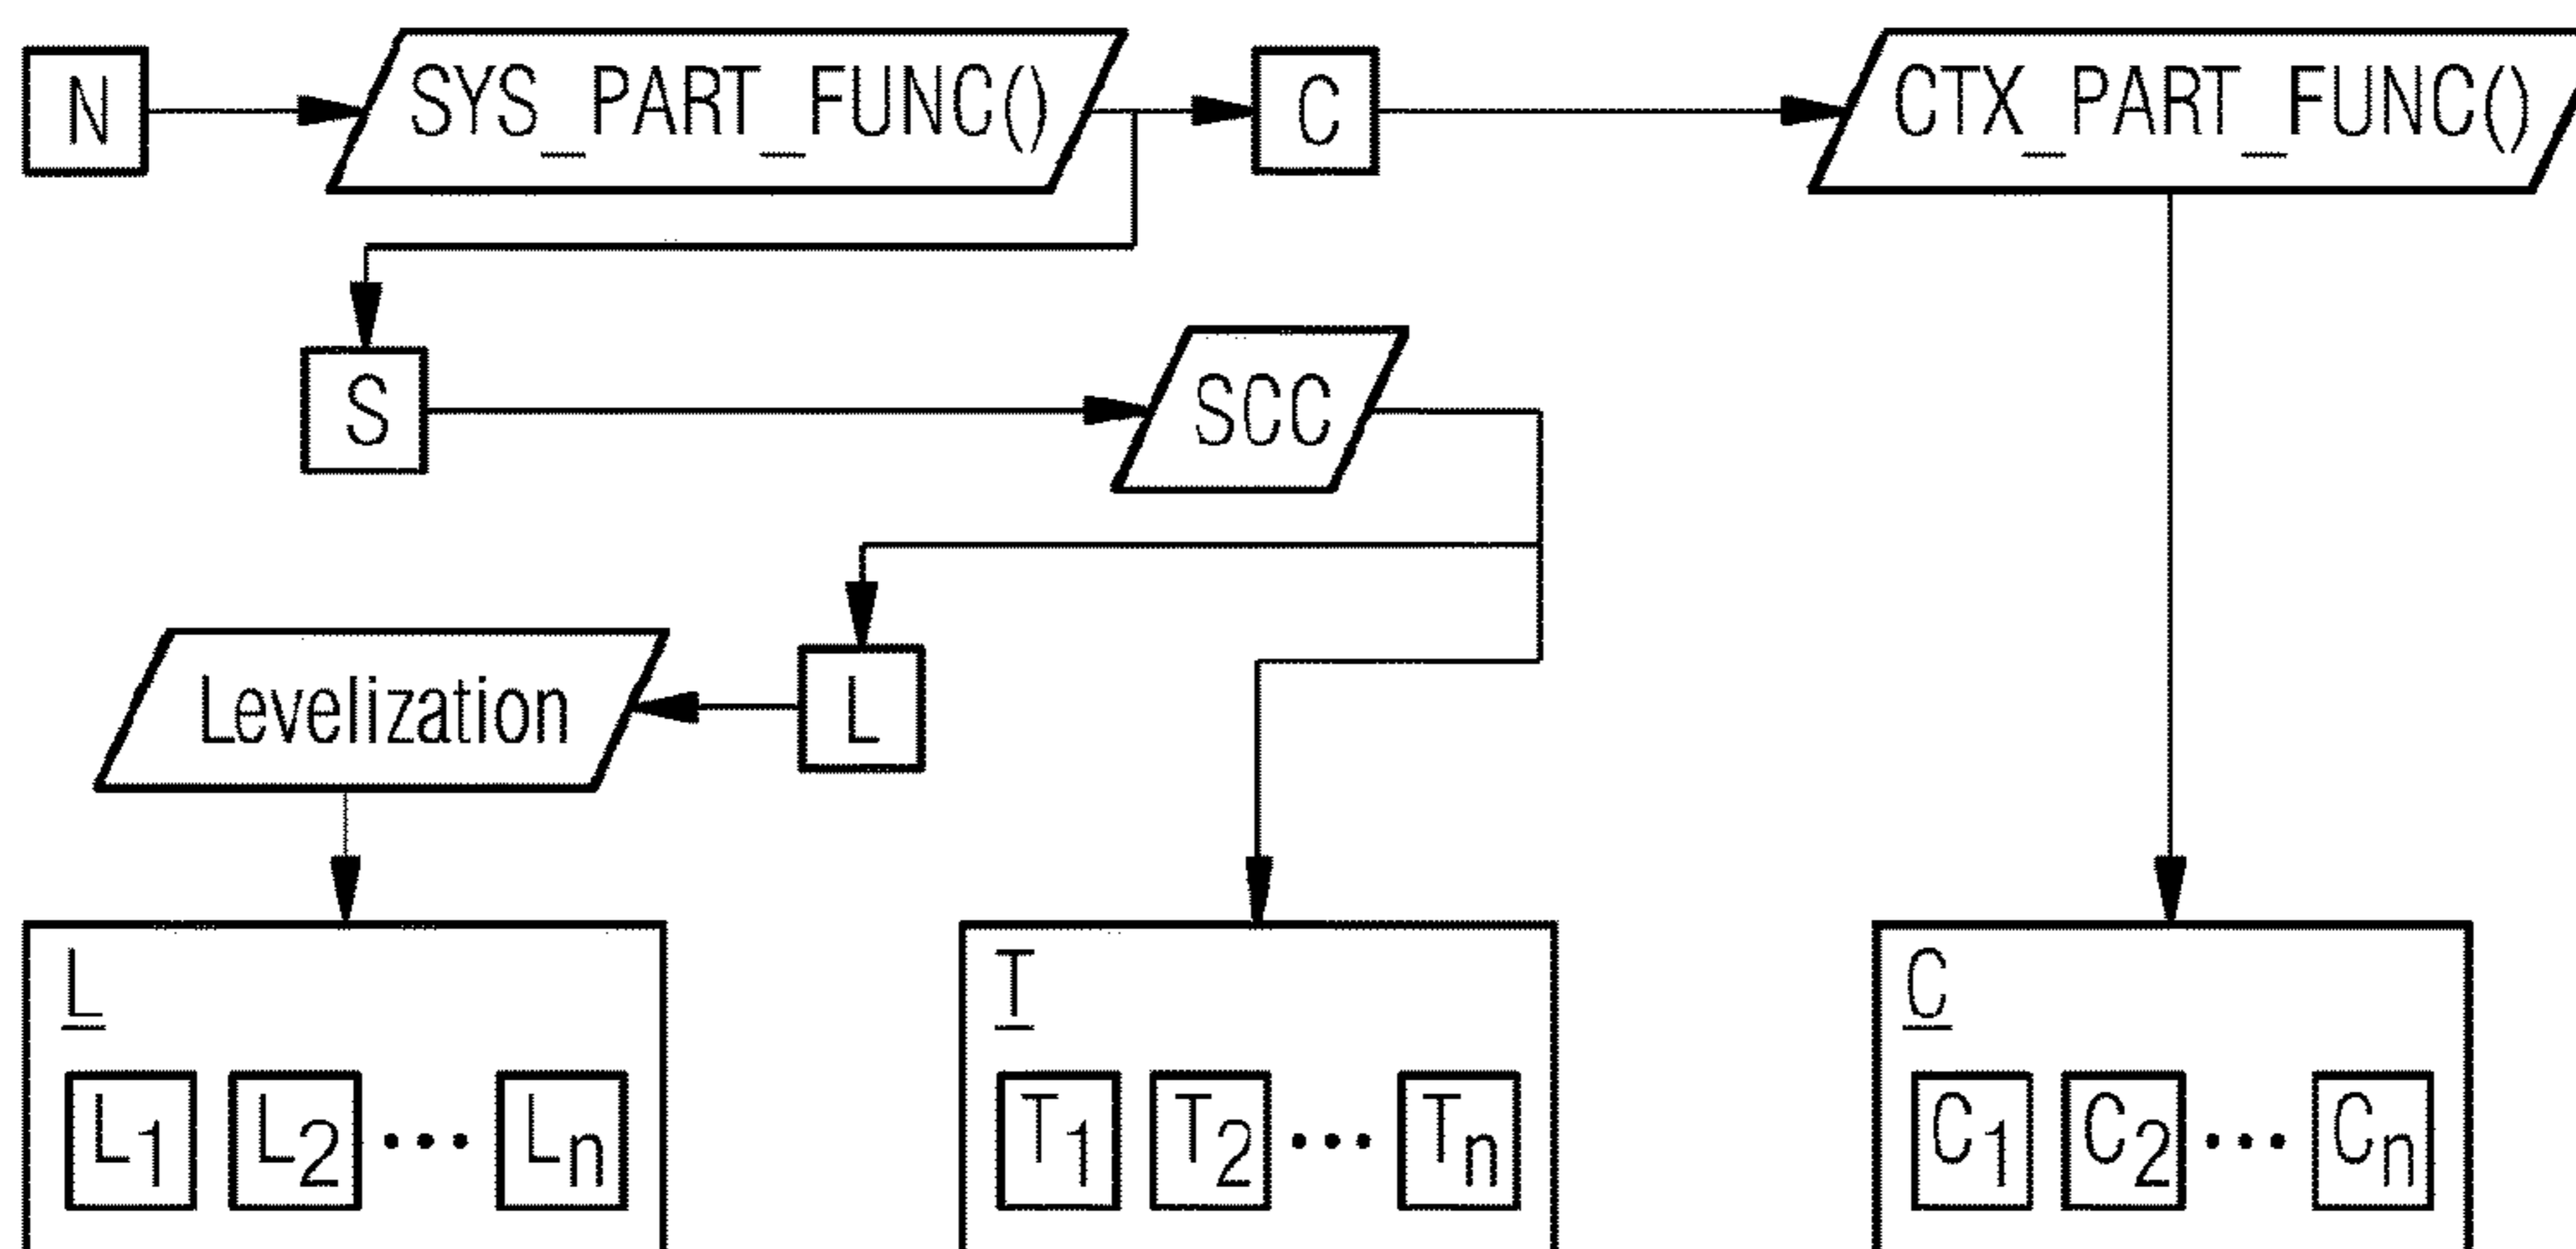 N SYS_PART_FUNC() C CTX_PART_FUNC()
S SCC
Levelization L
L T C
L1 L2 ... Ln T1 T2 ... Tn C1 C2 ... Cn